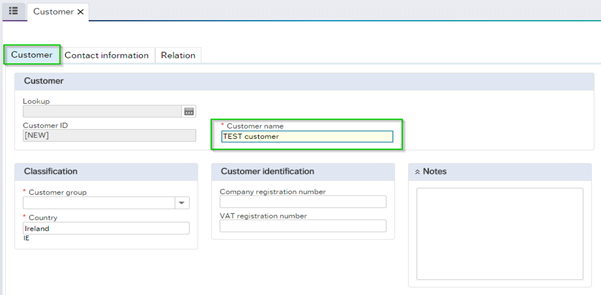 Customer ✕
Customer Contact information Relation
Customer
Lookup
Customer ID
[NEW]
* Customer name
TEST customer
Classification
* Customer group
* Country
Ireland
IE
Customer identification
Company registration number
VAT registration number
Notes